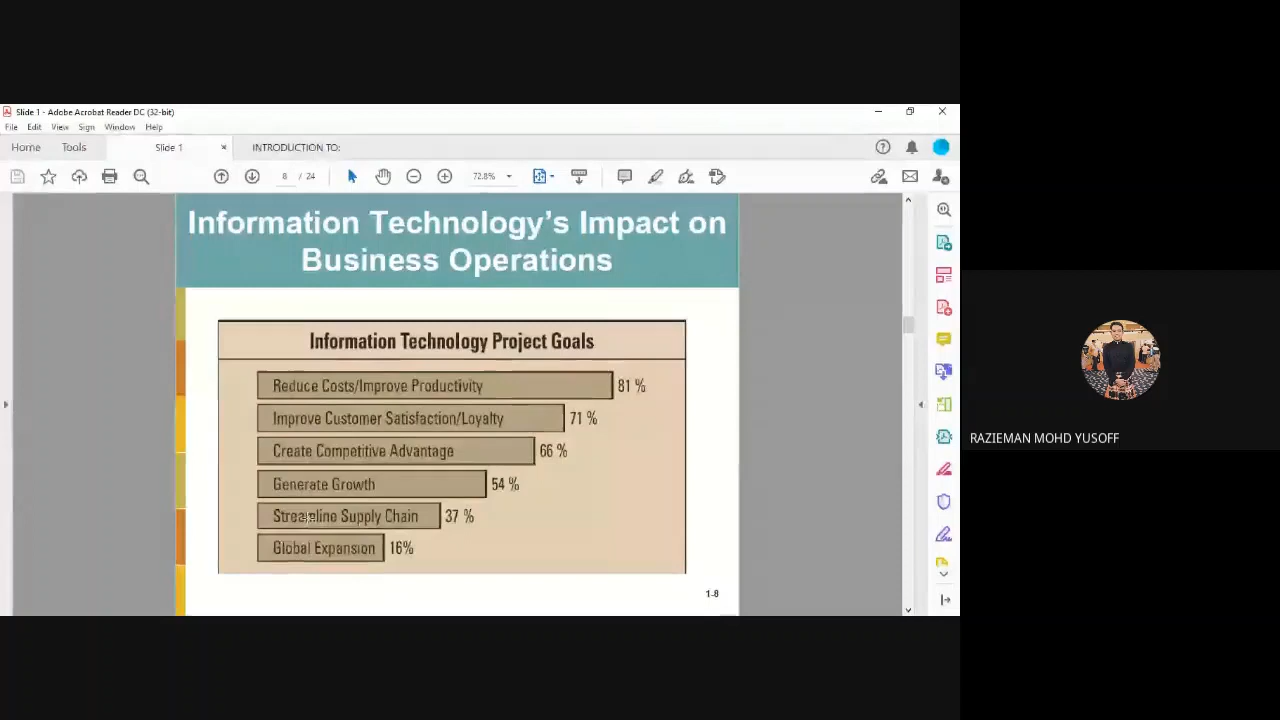 Slide 1 - Adobe Acrobat Reader DC (32-bit)
File Edit View Sign Window Help
Home Tools Slide 1 × INTRODUCTION TO:
8 / 24 72.8%
Information Technology's Impact on
Business Operations
Information Technology Project Goals
Reduce Costs/Improve Productivity 81 %
Improve Customer Satisfaction/Loyalty 71 %
Create Competitive Advantage 66 %
Generate Growth 54 %
Streamline Supply Chain 37 %
Global Expansion 16%
1-8
RAZIEMAN MOHD YUSOFF